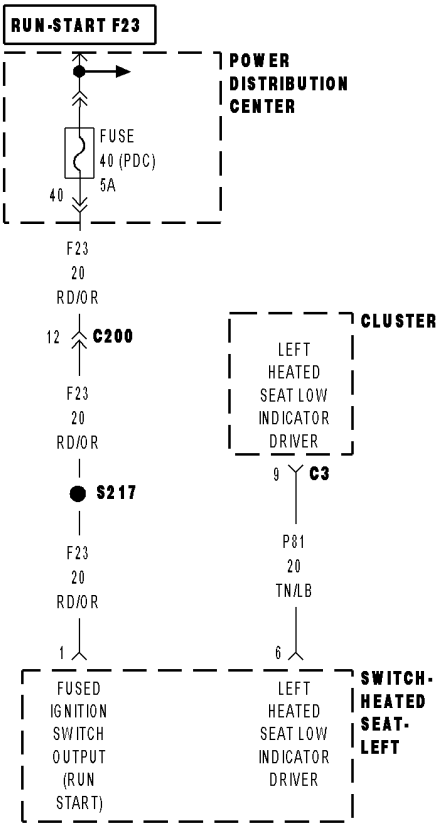 RUN-START F23
POWER
DISTRIBUTION
CENTER
FUSE
40 (PDC)
5A
40
F23
20
RD/OR
12 C200
F23
20
RD/OR
S217
F23
20
RD/OR
1
FUSED
IGNITION
SWITCH
OUTPUT
(RUN
START)
CLUSTER
LEFT
HEATED
SEAT LOW
INDICATOR
DRIVER
9 C3
P81
20
TN/LB
6
LEFT
HEATED
SEAT LOW
INDICATOR
DRIVER
SWITCH-
HEATED
SEAT-
LEFT